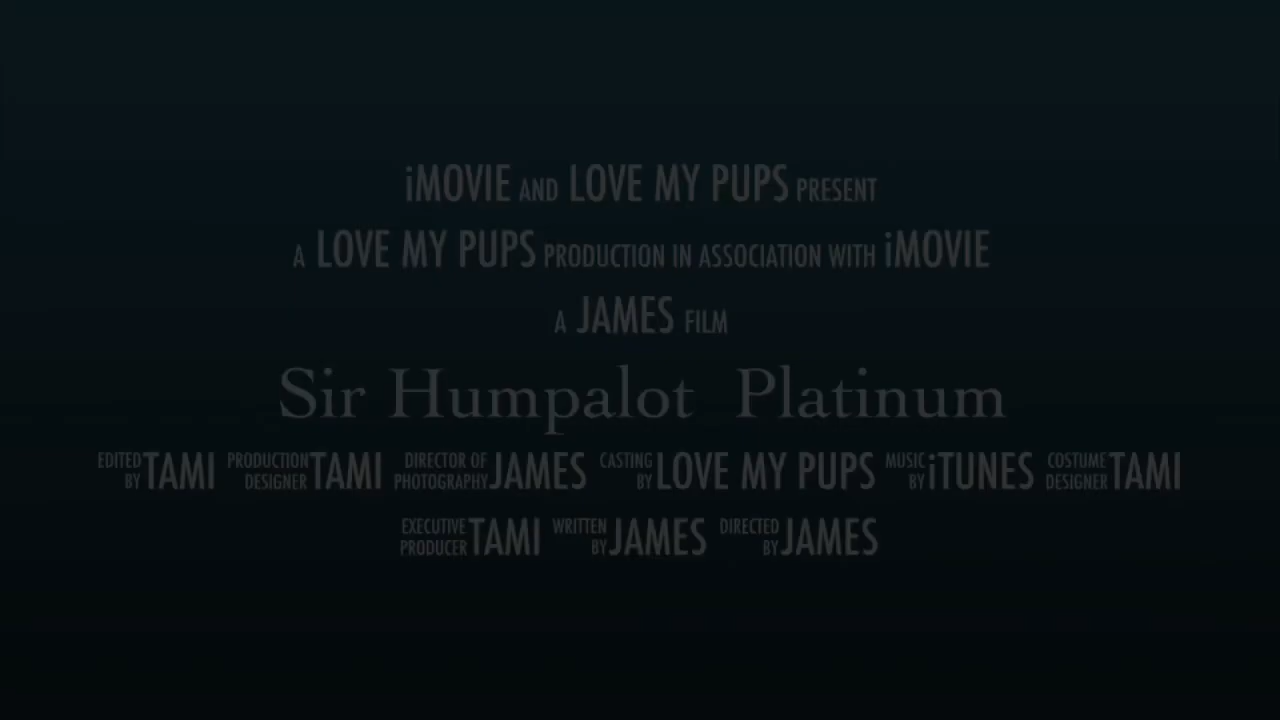 iMOVIE AND LOVE MY PUPS PRESENT
A LOVE MY PUPS PRODUCTION IN ASSOCIATION WITH iMOVIE
A JAMES FILM
Sir Humpalot Platinum
EDITED BY TAMI PRODUCTION DESIGNER TAMI DIRECTOR OF PHOTOGRAPHY JAMES CASTING BY LOVE MY PUPS MUSIC BY iTUNES COSTUME DESIGNER TAMI
EXECUTIVE PRODUCER TAMI WRITTEN BY JAMES DIRECTED BY JAMES